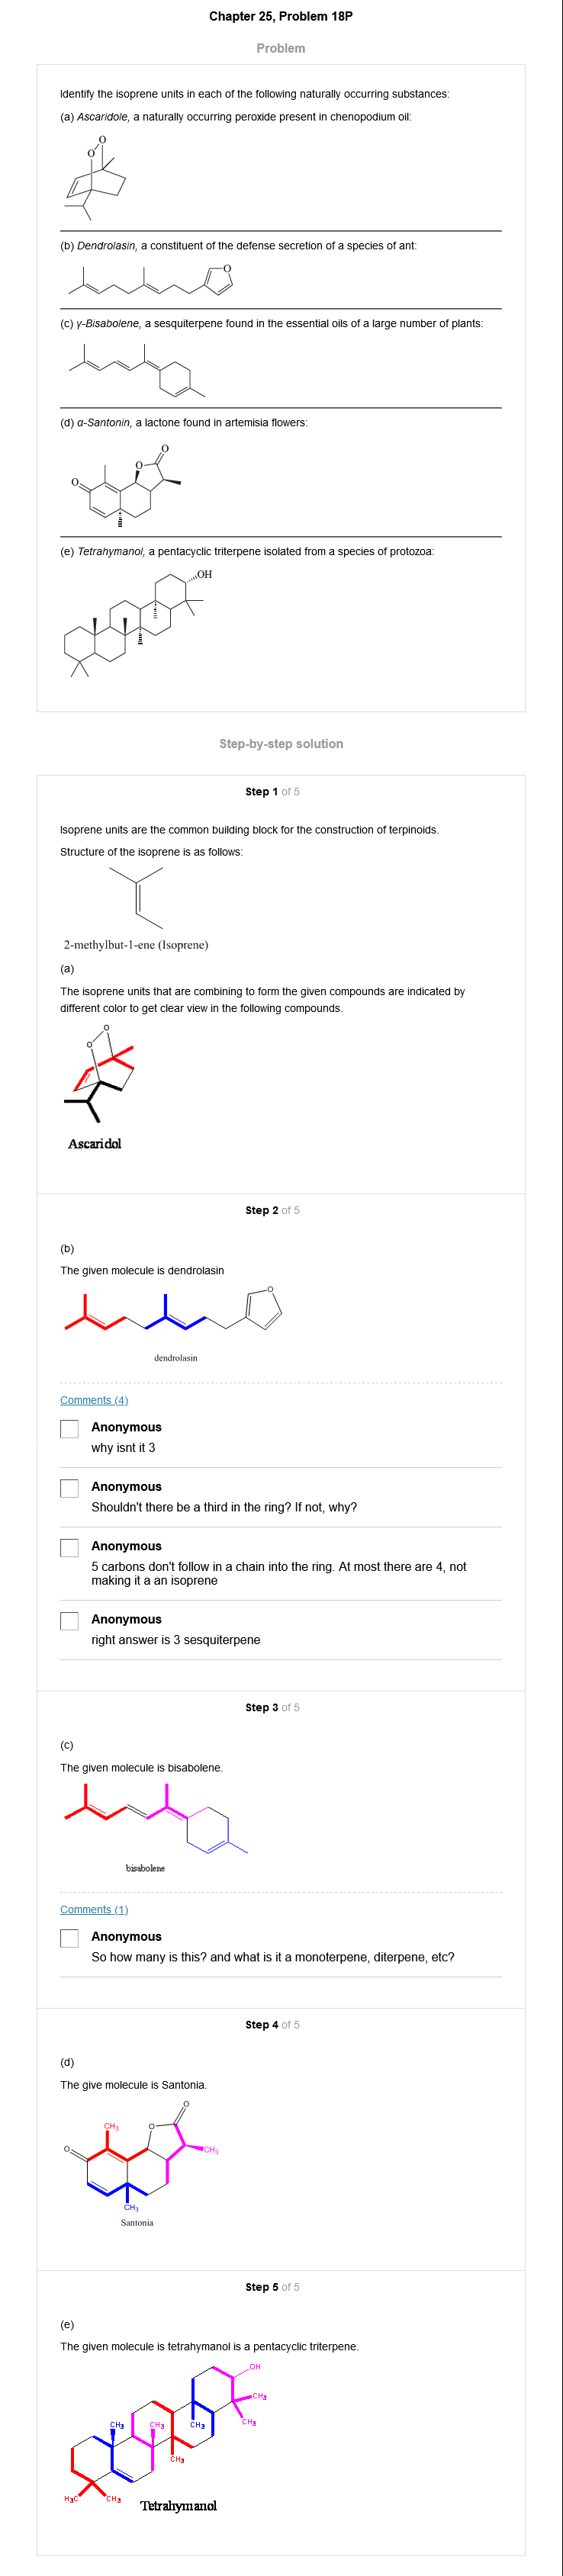 Chapter 25, Problem 18P
Problem
Identify the isoprene units in each of the following naturally occurring substances:
(a) Ascaridole, a naturally occurring peroxide present in chenopodium oil:
O
O
(b) Dendrolasin, a constituent of the defense secretion of a species of ant:
O
(c) γ-Bisabolene, a sesquiterpene found in the essential oils of a large number of plants:
(d) α-Santonin, a lactone found in artemisia flowers:
O
O
O
(e) Tetrahymanol, a pentacyclic triterpene isolated from a species of protozoa:
OH
Step-by-step solution
Step 1 of 5
Isoprene units are the common building block for the construction of terpinoids.
Structure of the isoprene is as follows:
2-methylbut-1-ene (Isoprene)
(a)
The isoprene units that are combining to form the given compounds are indicated by
different color to get clear view in the following compounds.
O
O
Ascaridol
Step 2 of 5
(b)
The given molecule is dendrolasin
O
dendrolasin
Comments (4)
Anonymous
why isnt it 3
Anonymous
Shouldn't there be a third in the ring? If not, why?
Anonymous
5 carbons don't follow in a chain into the ring. At most there are 4, not
making it a an isoprene
Anonymous
right answer is 3 sesquiterpene
Step 3 of 5
(c)
The given molecule is bisabolene.
bisabolene
Comments (1)
Anonymous
So how many is this? and what is it a monoterpene, diterpene, etc?
Step 4 of 5
(d)
The give molecule is Santonia.
O
CH3
O
O
CH3
CH3
Santonia
Step 5 of 5
(e)
The given molecule is tetrahymanol is a pentacyclic triterpene.
OH
CH3
CH3
CH3
CH3
CH3
CH3
H3C
CH3
Tetrahymanol